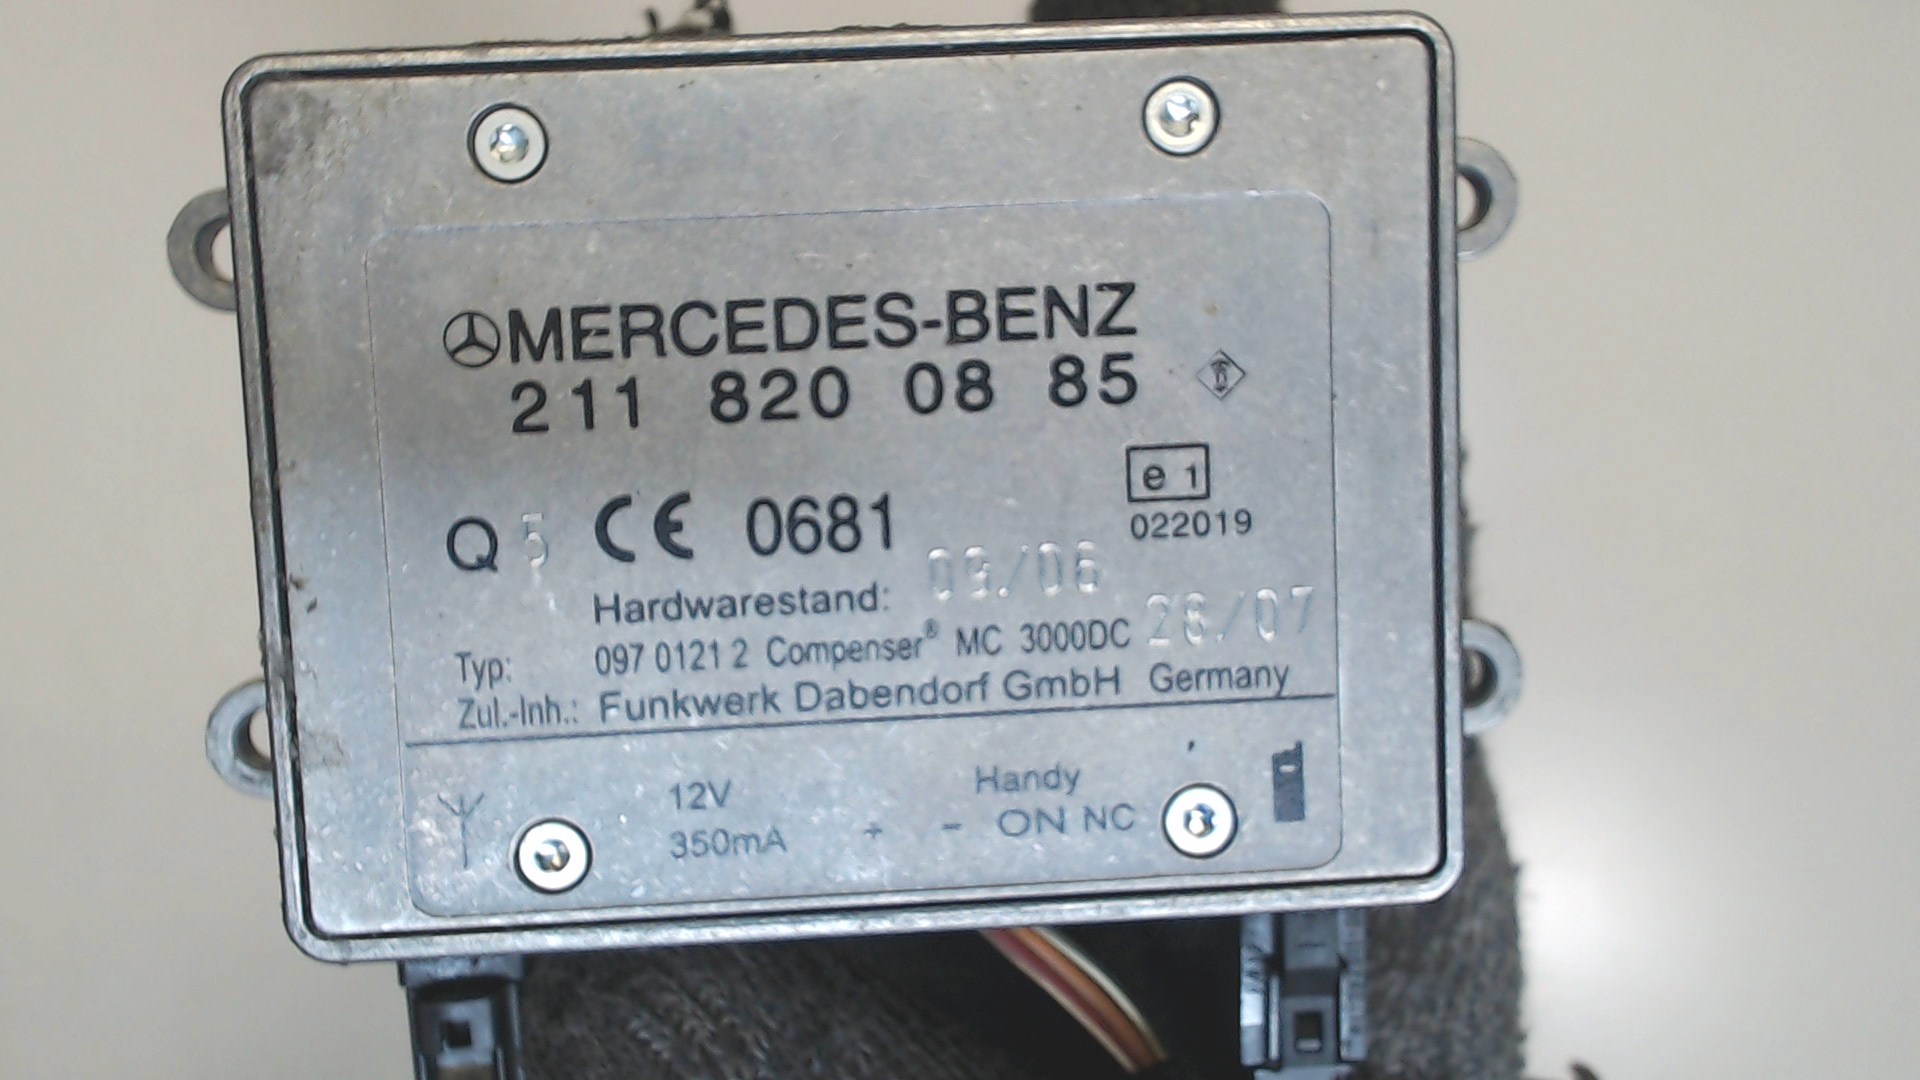 MERCEDES-BENZ
211 820 08 85
e 1
022019
Q 5 CE 0681
Hardwarestand: 09/06
28/07
Typ: 097 0121 2 Compenser® MC 3000DC
Zul.-Inh.: Funkwerk Dabendorf GmbH Germany
12V Handy
350mA + - ON NC